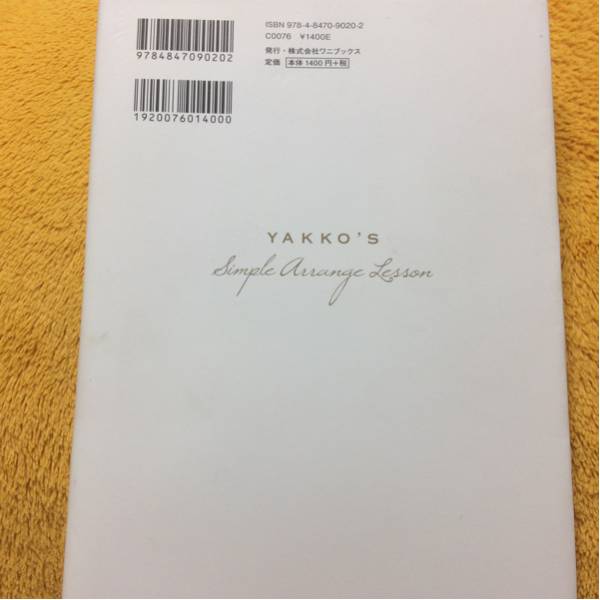 ISBN 978-4-8470-9020-2
C0076 ¥1400E
発行・株式会社ワニブックス
定価 本体1400円+税
9784847090202
1920076014000
YAKKO'S
Simple Arrange Lesson